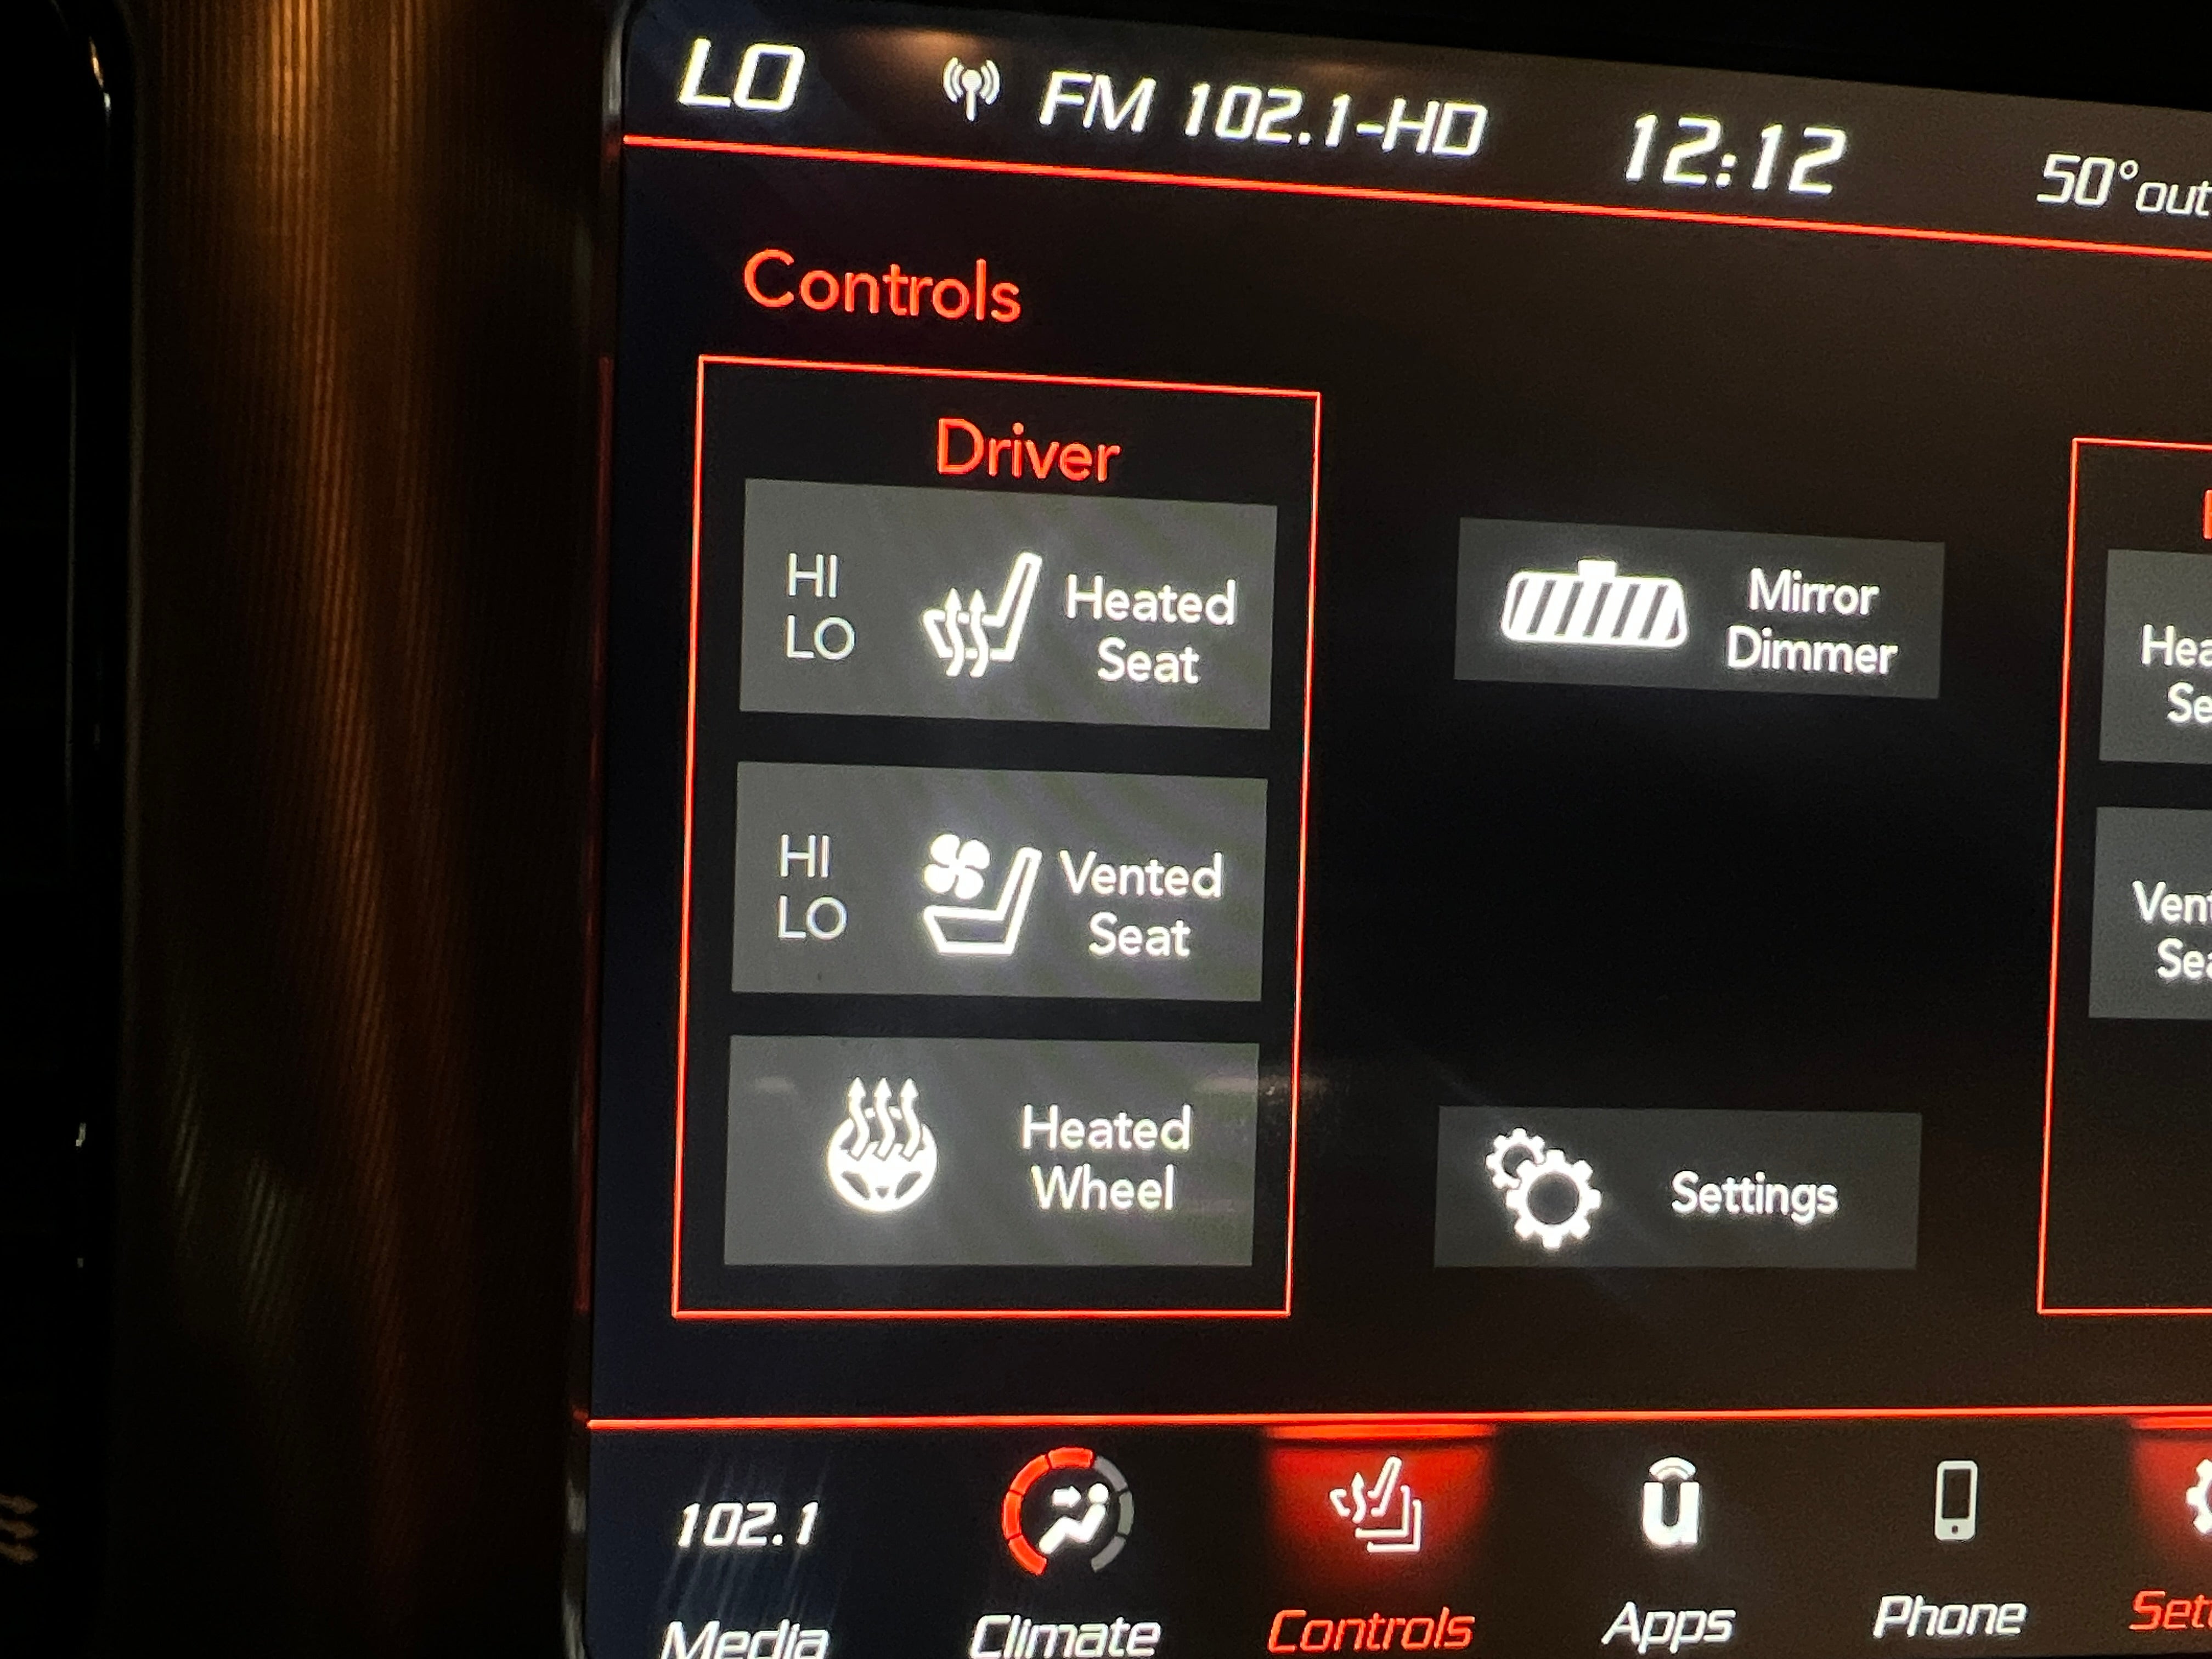 LO FM 102.1-HD 12:12 50° out
Controls
Driver
HI
LO
Heated
Seat
Mirror
Dimmer
HI
LO
Vented
Seat
Heated
Wheel
Settings
102.1
Media Climate Controls Apps Phone